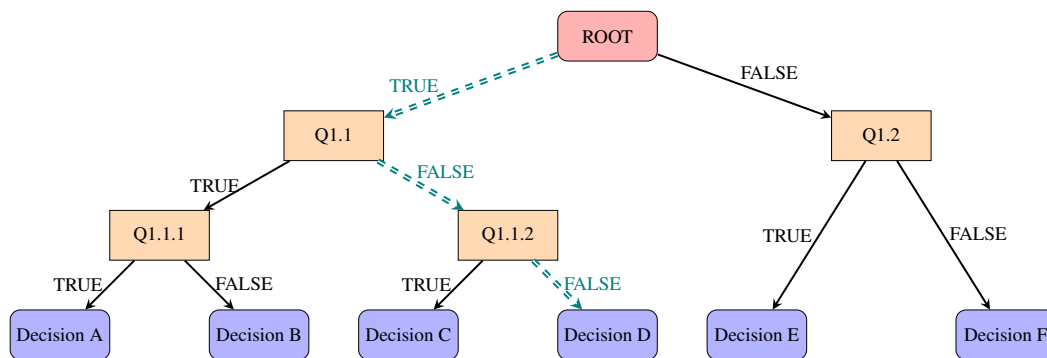 ROOT
TRUE
FALSE
Q1.1
Q1.2
TRUE
FALSE
Q1.1.1
Q1.1.2
TRUE
FALSE
TRUE
FALSE
TRUE
FALSE
Decision A
Decision B
Decision C
Decision D
Decision E
Decision F